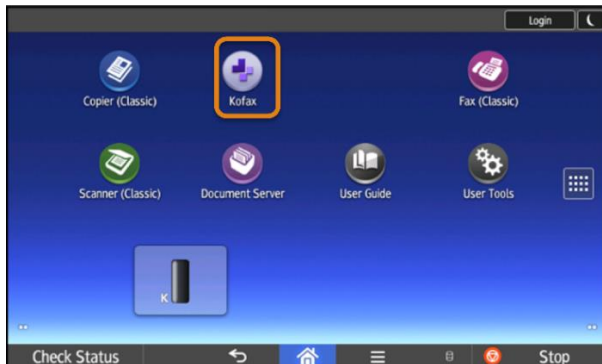 Login
Copier (Classic)
Kofax
Fax (Classic)
Scanner (Classic)
Document Server
User Guide
User Tools
K
Check Status
Stop